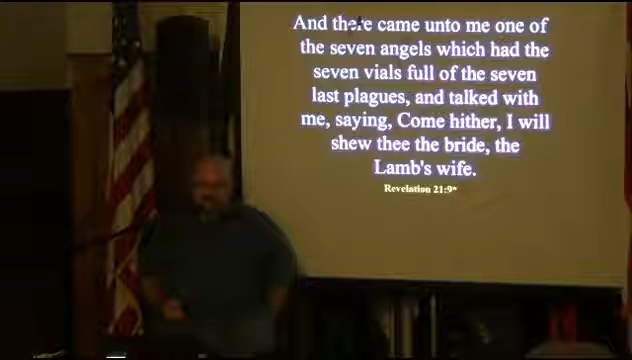 And there came unto me one of
the seven angels which had the
seven vials full of the seven
last plagues, and talked with
me, saying, Come hither, I will
shew thee the bride, the
Lamb's wife.
Revelation 21:9*